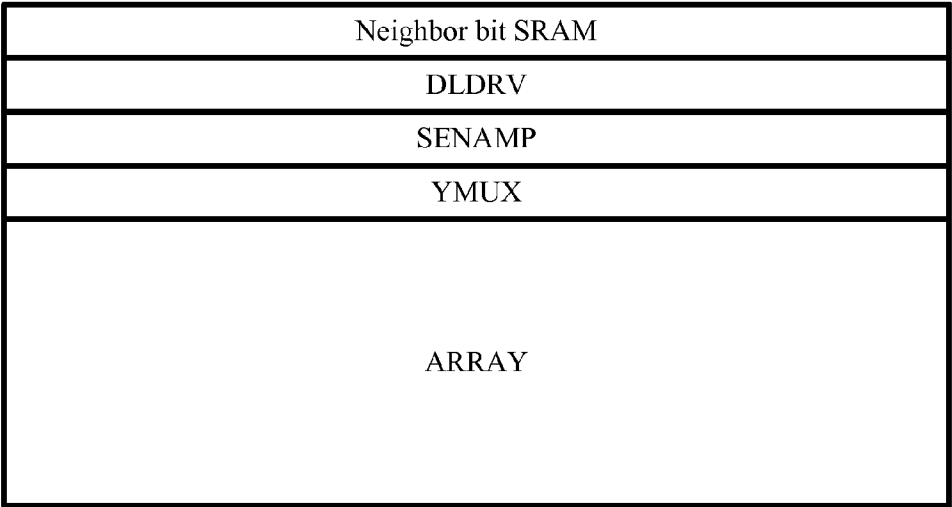 Neighbor bit SRAM
DLDRV
SENAMP
YMUX
ARRAY